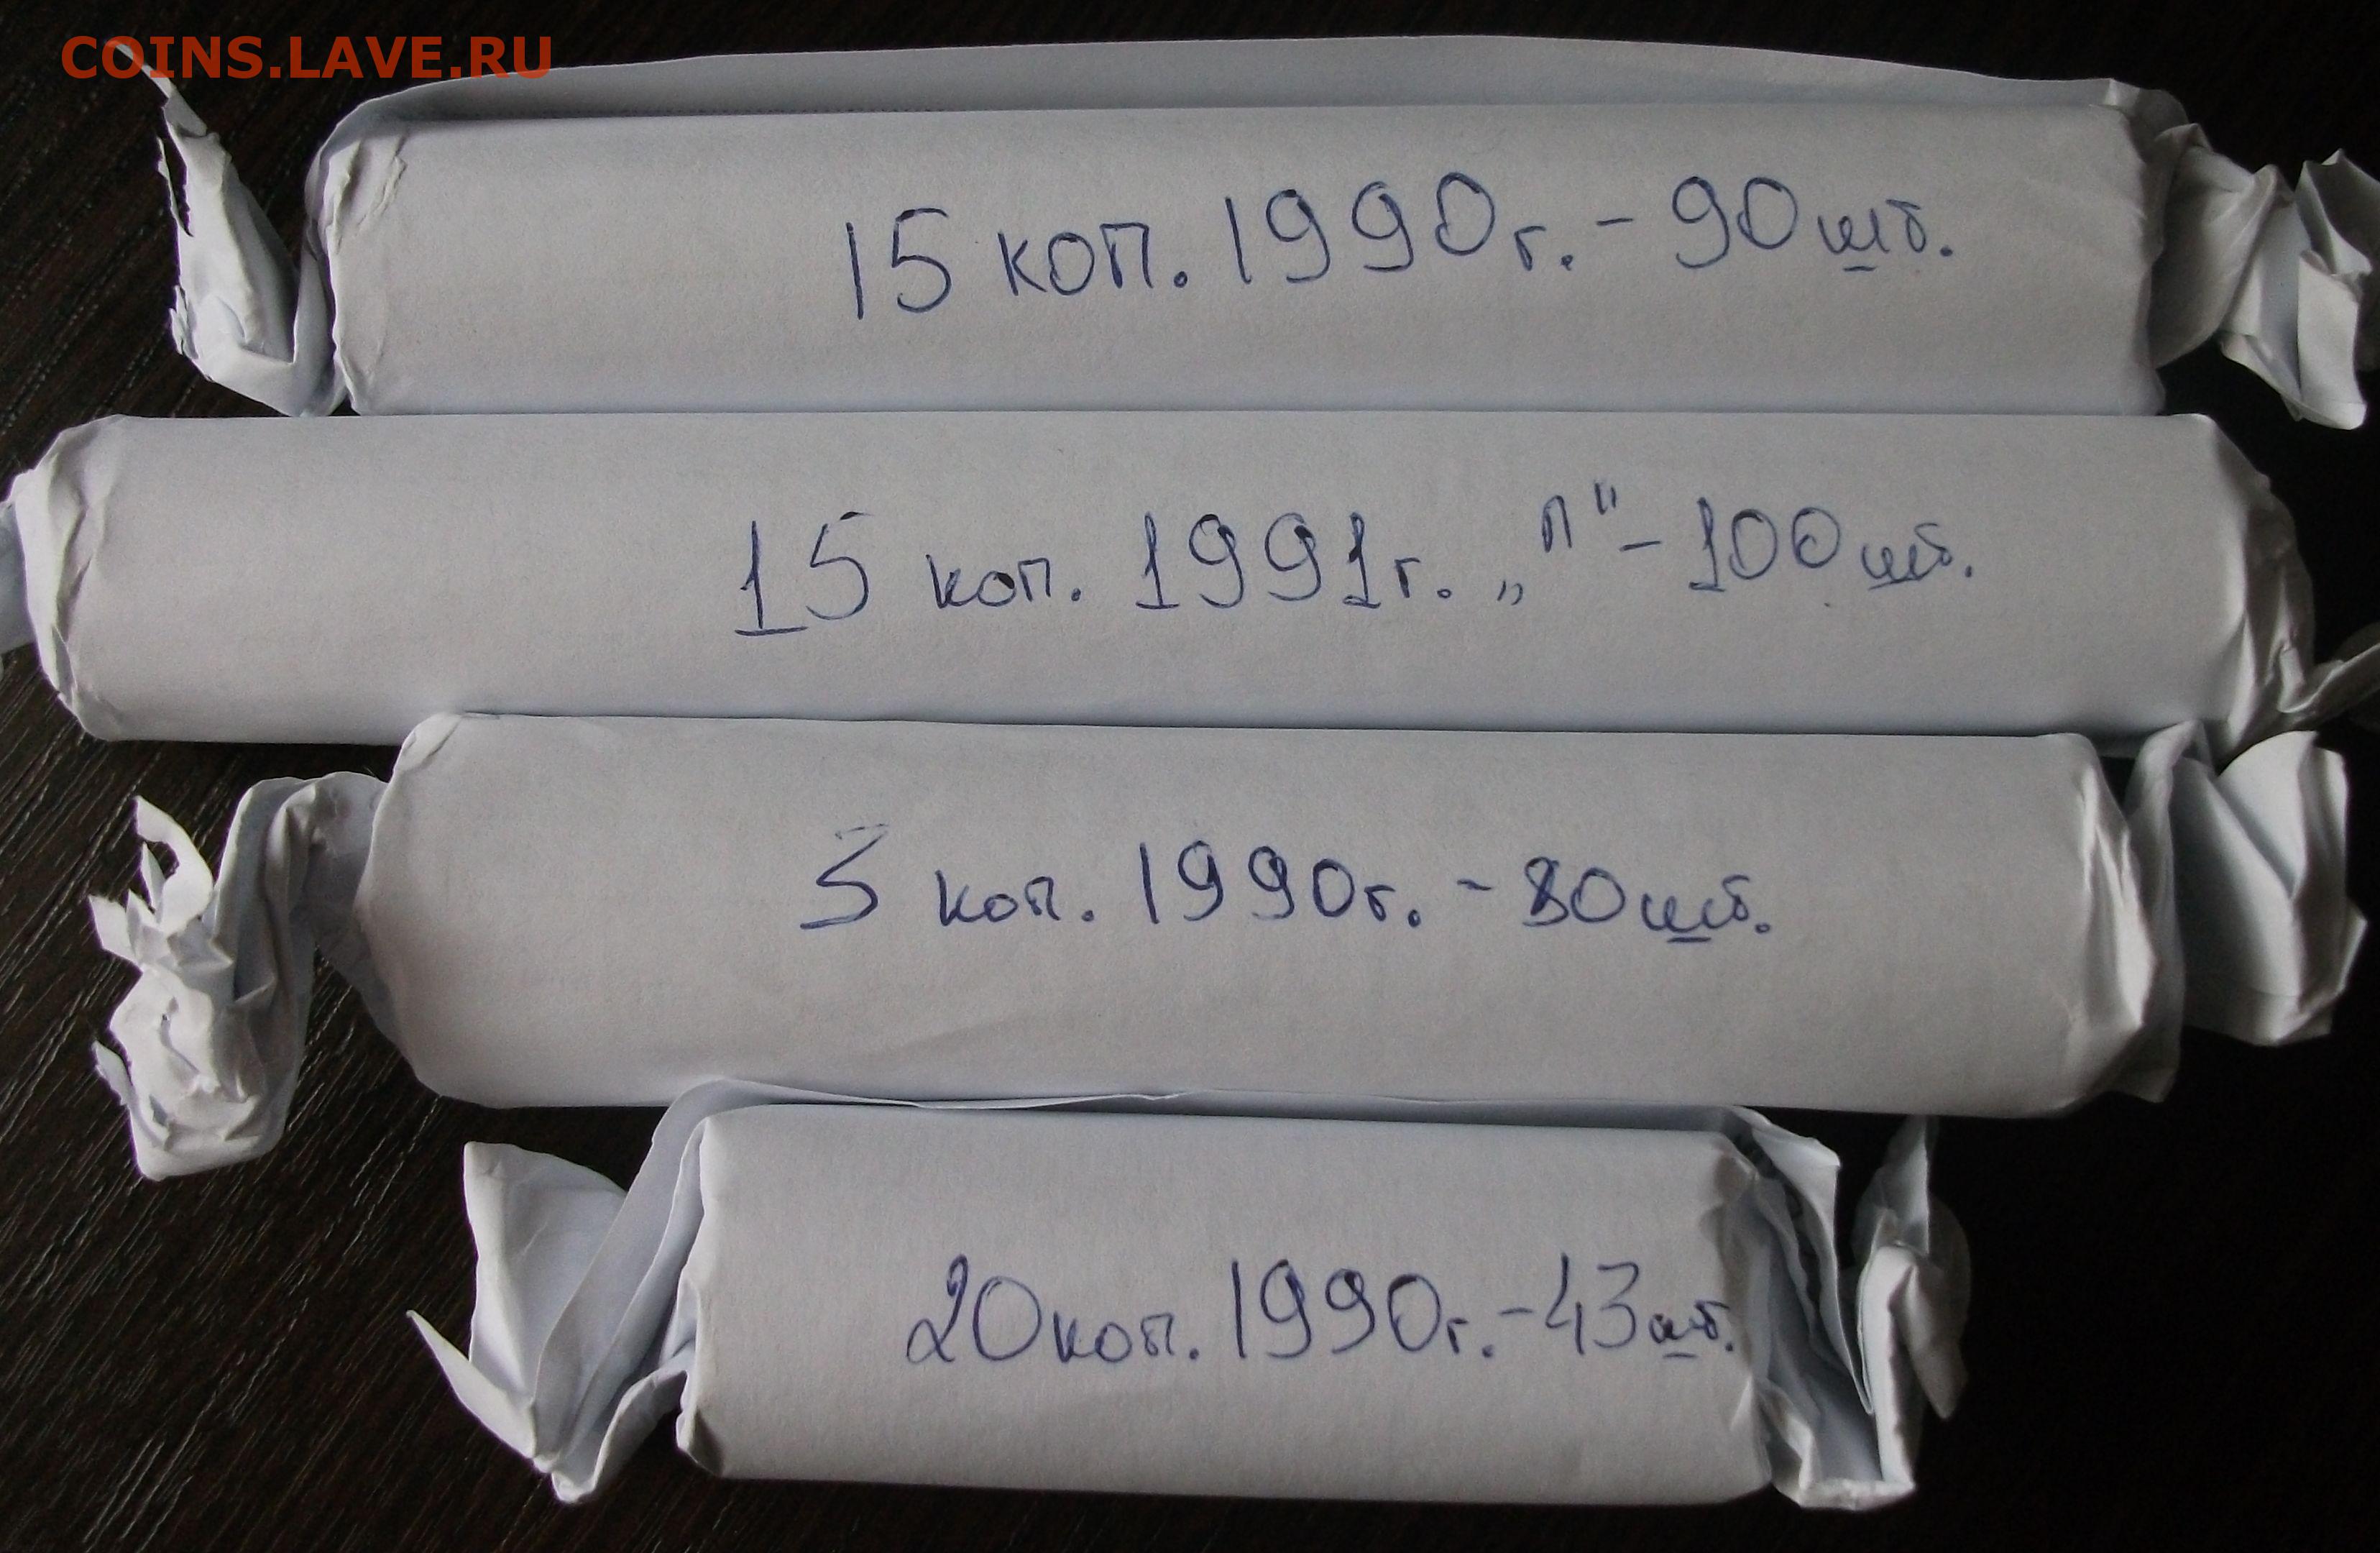 COINS.LAVE.RU
15 коп. 1990г. - 90шт.
15 коп. 1991г. „Л" - 100шт.
5 коп. 1990г. - 80шт.
20коп. 1990г. - 43шт.